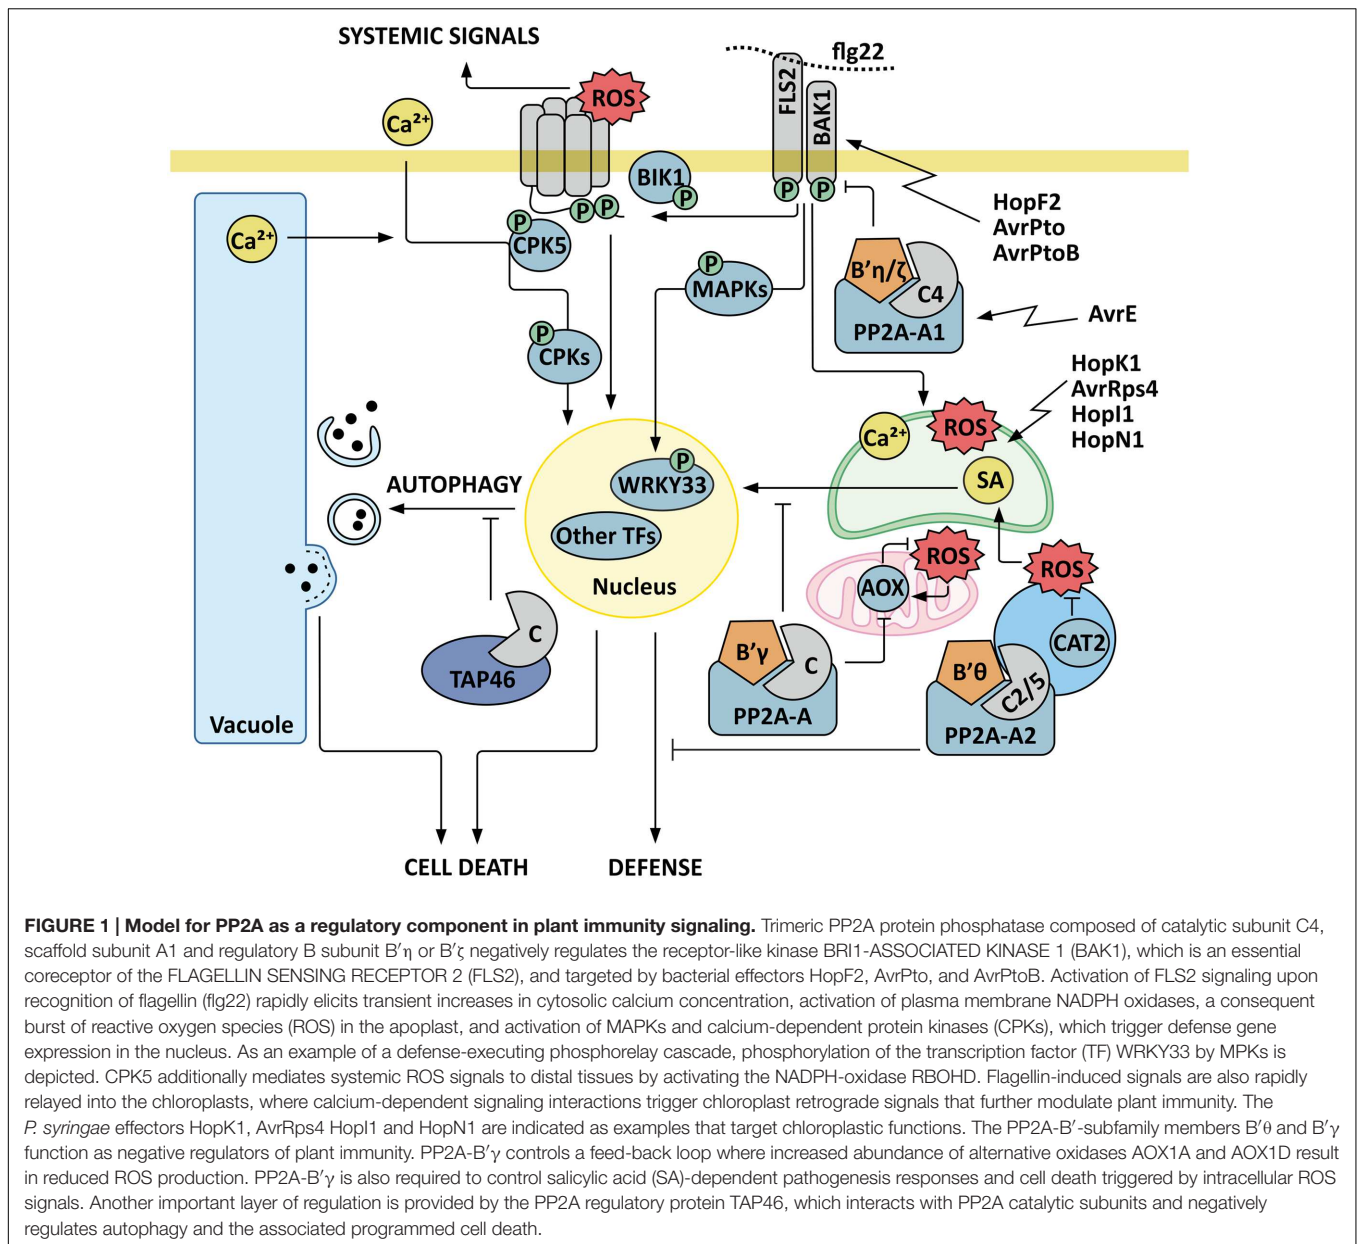 SYSTEMIC SIGNALS
flg22
ROS
FLS2
BAK1
Ca²⁺
BIK1
P
P
P
HopF2
AvrPto
AvrPtoB
P
P
P
CPK5
Ca²⁺
P
MAPKs
B'η/ζ
C4
PP2A-A1
AvrE
P
CPKs
HopK1
AvrRps4
HopI1
HopN1
Ca²⁺
ROS
P
WRKY33
SA
AUTOPHAGY
Other TFs
Nucleus
ROS
AOX
ROS
CAT2
C
TAP46
B'γ
C
PP2A-A
B'θ
C2/5
PP2A-A2
Vacuole
CELL DEATH
DEFENSE
FIGURE 1 | Model for PP2A as a regulatory component in plant immunity signaling. Trimeric PP2A protein phosphatase composed of catalytic subunit C4,
scaffold subunit A1 and regulatory B subunit B′η or B′ζ negatively regulates the receptor-like kinase BRI1-ASSOCIATED KINASE 1 (BAK1), which is an essential
coreceptor of the FLAGELLIN SENSING RECEPTOR 2 (FLS2), and targeted by bacterial effectors HopF2, AvrPto, and AvrPtoB. Activation of FLS2 signaling upon
recognition of flagellin (flg22) rapidly elicits transient increases in cytosolic calcium concentration, activation of plasma membrane NADPH oxidases, a consequent
burst of reactive oxygen species (ROS) in the apoplast, and activation of MAPKs and calcium-dependent protein kinases (CPKs), which trigger defense gene
expression in the nucleus. As an example of a defense-executing phosphorelay cascade, phosphorylation of the transcription factor (TF) WRKY33 by MPKs is
depicted. CPK5 additionally mediates systemic ROS signals to distal tissues by activating the NADPH-oxidase RBOHD. Flagellin-induced signals are also rapidly
relayed into the chloroplasts, where calcium-dependent signaling interactions trigger chloroplast retrograde signals that further modulate plant immunity. The
P. syringae effectors HopK1, AvrRps4 HopI1 and HopN1 are indicated as examples that target chloroplastic functions. The PP2A-B′-subfamily members B′θ and B′γ
function as negative regulators of plant immunity. PP2A-B′γ controls a feed-back loop where increased abundance of alternative oxidases AOX1A and AOX1D result
in reduced ROS production. PP2A-B′γ is also required to control salicylic acid (SA)-dependent pathogenesis responses and cell death triggered by intracellular ROS
signals. Another important layer of regulation is provided by the PP2A regulatory protein TAP46, which interacts with PP2A catalytic subunits and negatively
regulates autophagy and the associated programmed cell death.